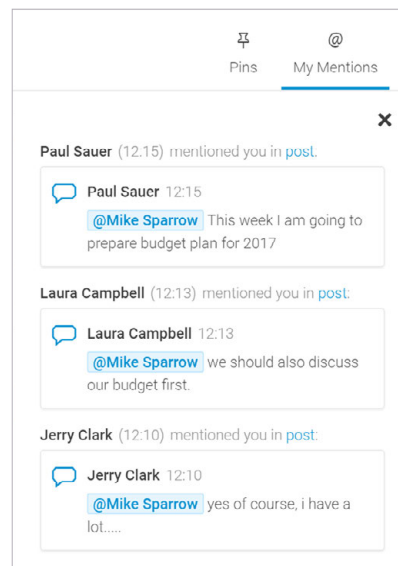 @
Pins My Mentions
Paul Sauer (12.15) mentioned you in post.
Paul Sauer 12:15
@Mike Sparrow This week I am going to
prepare budget plan for 2017
Laura Campbell (12:13) mentioned you in post:
Laura Campbell 12:13
@Mike Sparrow we should also discuss
our budget first.
Jerry Clark (12:10) mentioned you in post:
Jerry Clark 12:10
@Mike Sparrow yes of course, i have a
lot.....